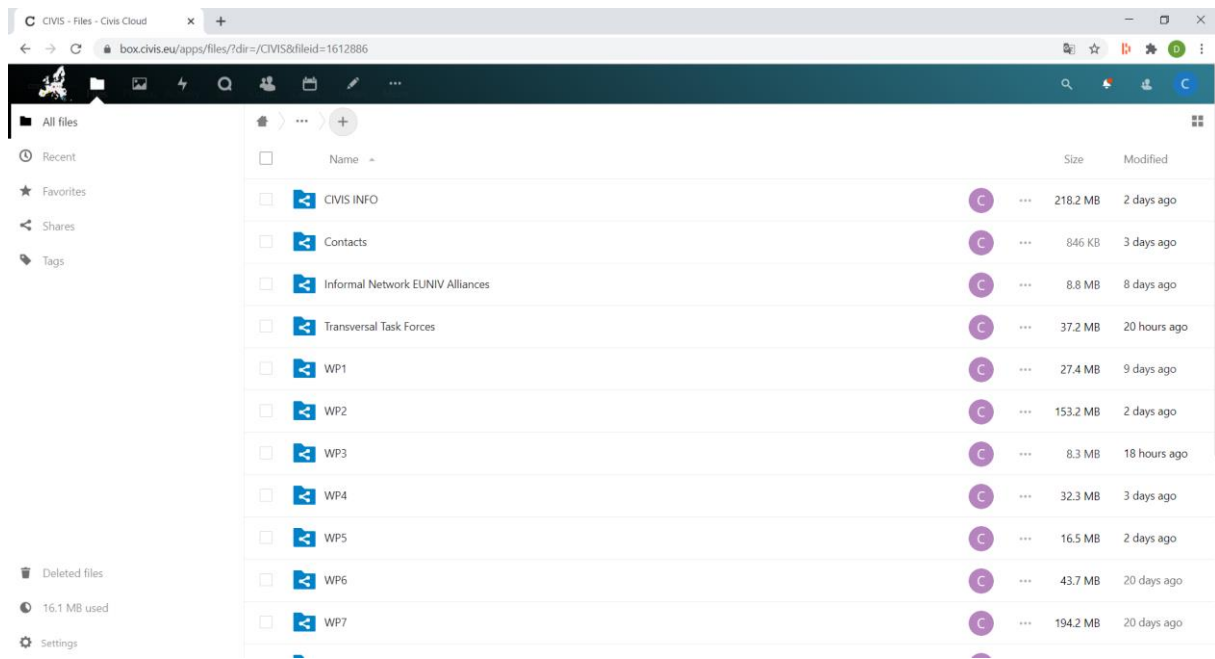 CIVIS - Files - Civis Cloud
box.civis.eu/apps/files/?dir=/CIVIS&fileid=1612886
D
C
All files
Recent
Favorites
Shares
Tags
Deleted files
16.1 MB used
Settings
Name Size Modified
CIVIS INFO C 218.2 MB 2 days ago
Contacts C 846 KB 3 days ago
Informal Network EUNIV Alliances C 8.8 MB 8 days ago
Transversal Task Forces C 37.2 MB 20 hours ago
WP1 C 27.4 MB 9 days ago
WP2 C 153.2 MB 2 days ago
WP3 C 8.3 MB 18 hours ago
WP4 C 32.3 MB 3 days ago
WP5 C 16.5 MB 2 days ago
WP6 C 43.7 MB 20 days ago
WP7 C 194.2 MB 20 days ago